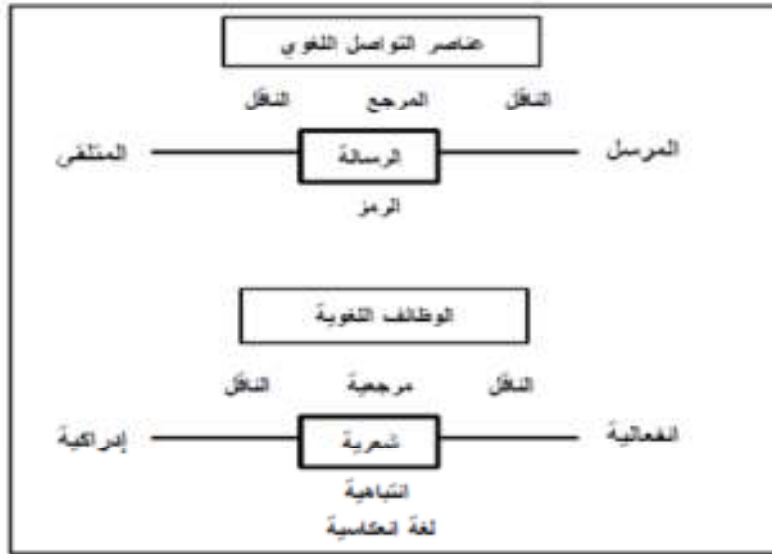 عناصر التواصل اللغوي
الناقل المرجع الناقل
المرسل الرسالة المتلقى
الرمز
الوظائف اللغوية
الناقل مرجعية الناقل
انفعالية شعرية إدراكية
انتباهية
لغة انعكاسية